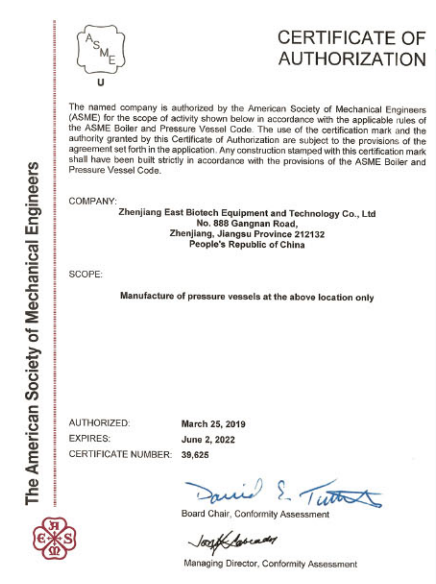 ASME
U
CERTIFICATE OF
AUTHORIZATION
The named company is authorized by the American Society of Mechanical Engineers
(ASME) for the scope of activity shown below in accordance with the applicable rules of
the ASME Boiler and Pressure Vessel Code. The use of the certification mark and the
authority granted by this Certificate of Authorization are subject to the provisions of the
agreement set forth in the application. Any construction stamped with this certification mark
shall have been built strictly in accordance with the provisions of the ASME Boiler and
Pressure Vessel Code.
COMPANY:
Zhenjiang East Biotech Equipment and Technology Co., Ltd
No. 888 Gangnan Road,
Zhenjiang, Jiangsu Province 212132
People's Republic of China
SCOPE:
Manufacture of pressure vessels at the above location only
AUTHORIZED: March 25, 2019
EXPIRES: June 2, 2022
CERTIFICATE NUMBER: 39,625
David E.
Board Chair, Conformity Assessment
Managing Director, Conformity Assessment
The American Society of Mechanical Engineers
ASME